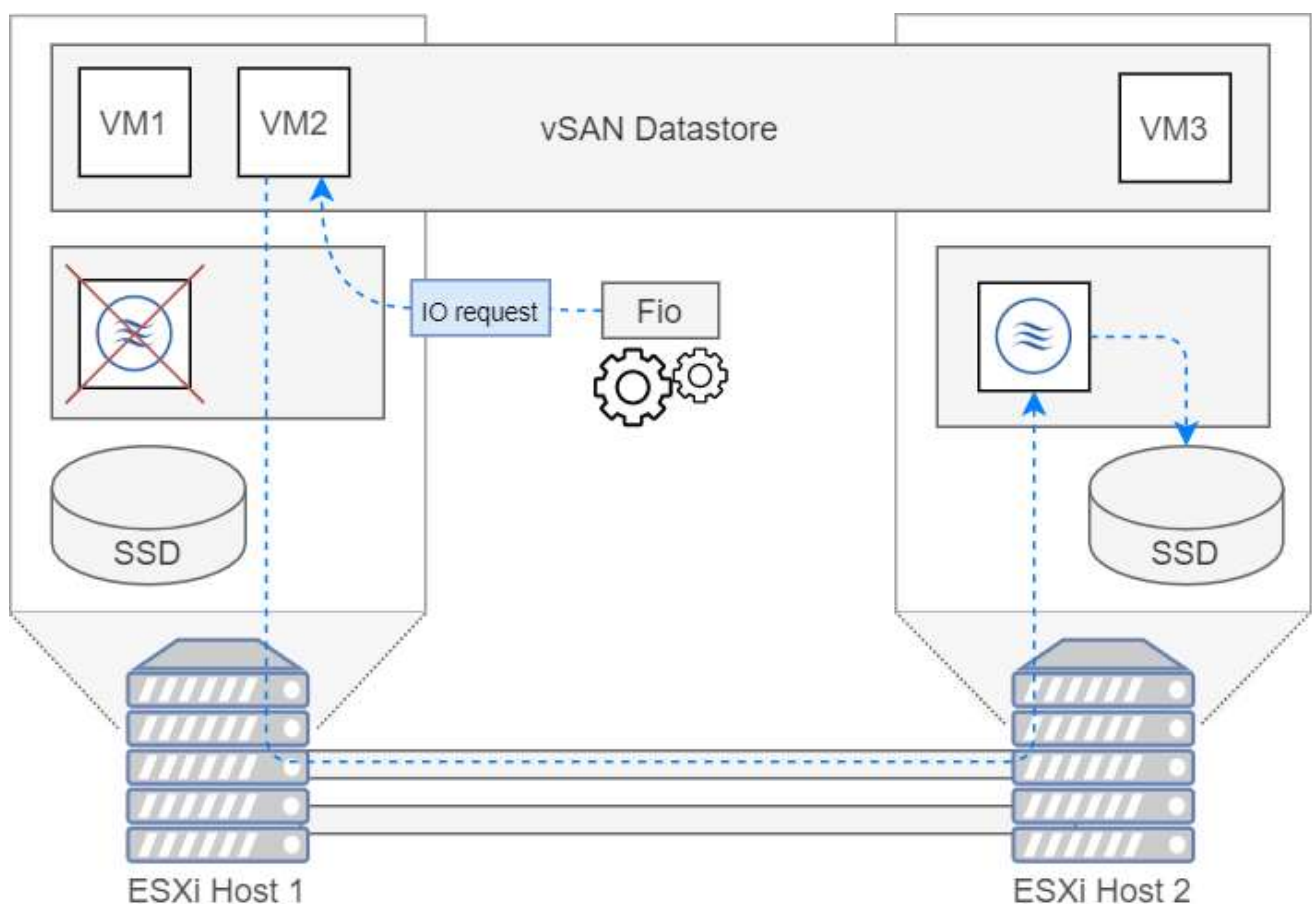 VM1
VM2
vSAN Datastore
VM3
IO request
Fio
SSD
SSD
ESXi Host 1
ESXi Host 2